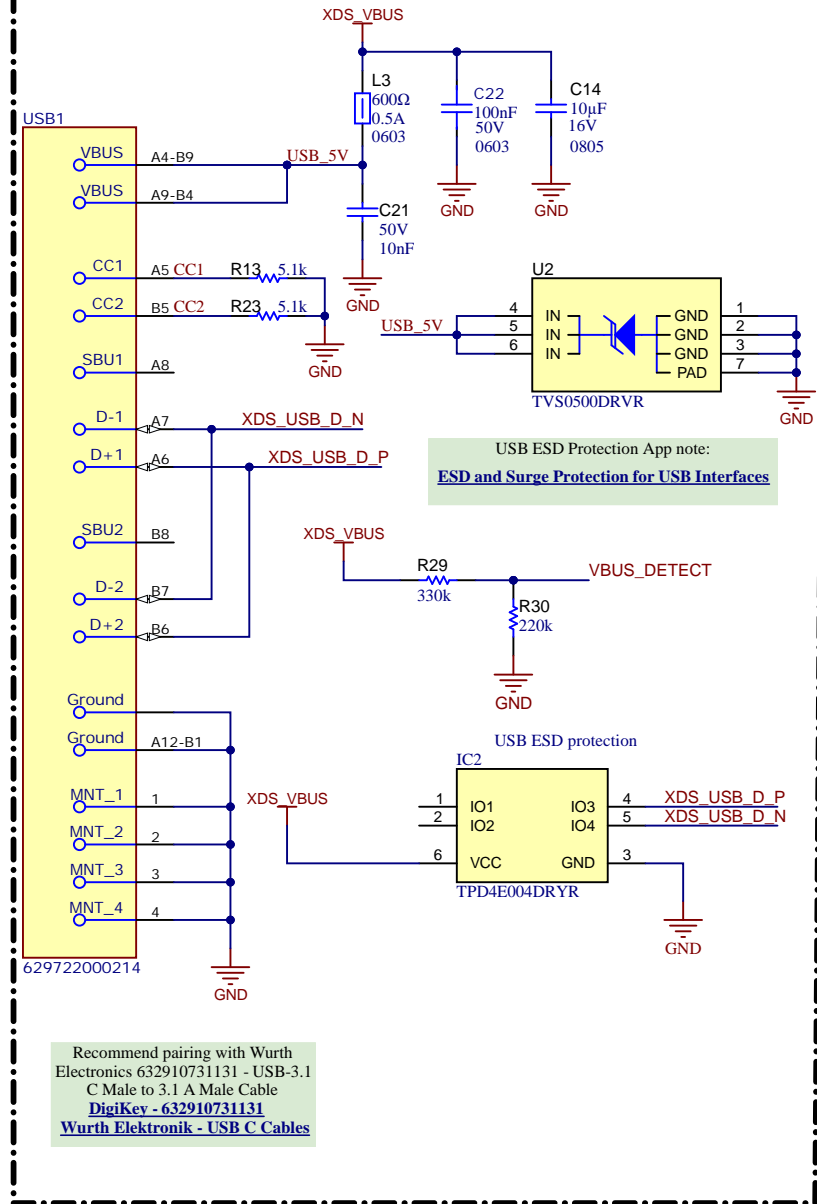 XDS_VBUS
L3
600Ω
0.5A
0603
C22
100nF
50V
0603
C14
10µF
16V
0805
GND
GND
USB1
VBUS
A4-B9
USB_5V
VBUS
A9-B4
C21
50V
10nF
GND
CC1
A5
CC1
R13
5.1k
CC2
B5
CC2
R23
5.1k
GND
SBU1
A8
D-1
A7
XDS_USB_D_N
D+1
A6
XDS_USB_D_P
SBU2
B8
D-2
B7
D+2
B6
Ground
Ground
A12-B1
MNT_1
1
MNT_2
2
MNT_3
3
MNT_4
4
629722000214
GND
U2
USB_5V
4
IN
GND
1
5
IN
GND
2
6
IN
GND
3
PAD
7
TVS0500DRVR
GND
USB ESD Protection App note:
ESD and Surge Protection for USB Interfaces
XDS_VBUS
R29
330k
VBUS_DETECT
R30
220k
GND
USB ESD protection
IC2
XDS_VBUS
1
IO1
IO3
4
XDS_USB_D_P
2
IO2
IO4
5
XDS_USB_D_N
6
VCC
GND
3
TPD4E004DRYR
GND
Recommend pairing with Wurth
Electronics 632910731131 - USB-3.1
C Male to 3.1 A Male Cable
DigiKey - 632910731131
Wurth Elektronik - USB C Cables